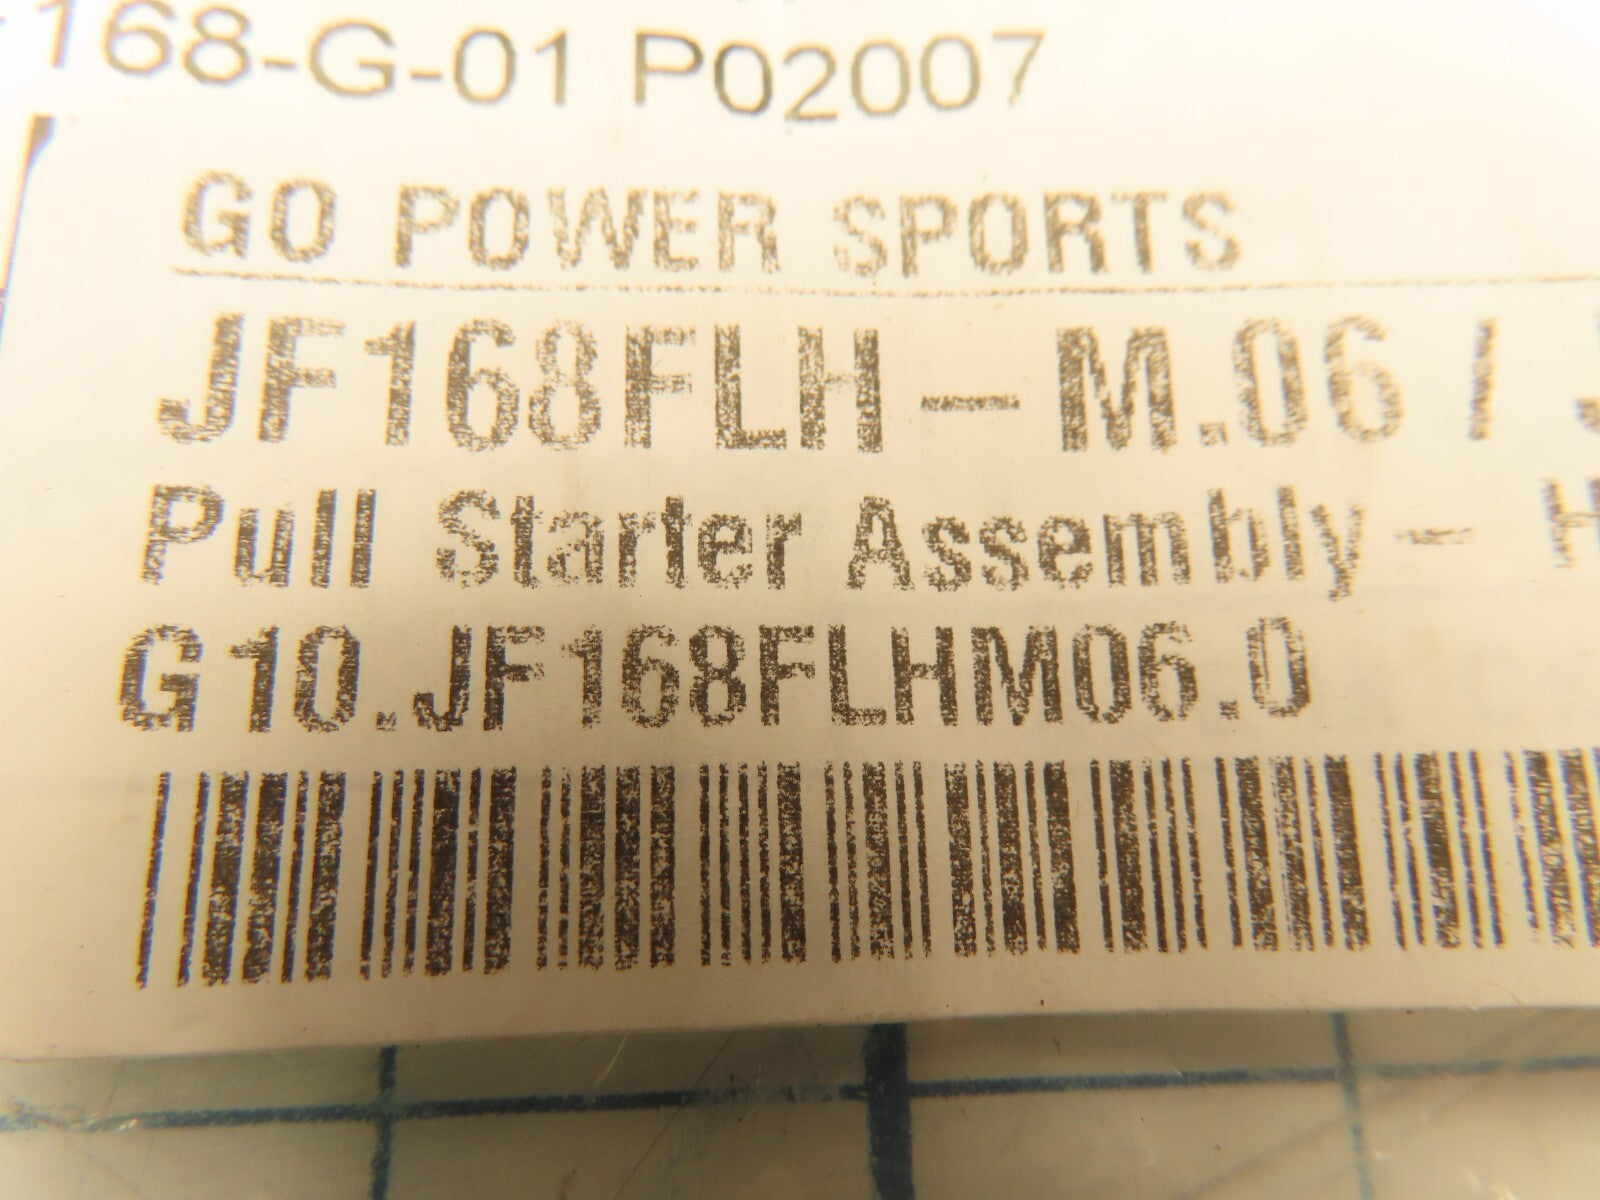 168-G-01 P02007
GO POWER SPORTS
JF168FLH-M.06 / J
Pull Starter Assembly - H
G10.JF168FLHM06.0